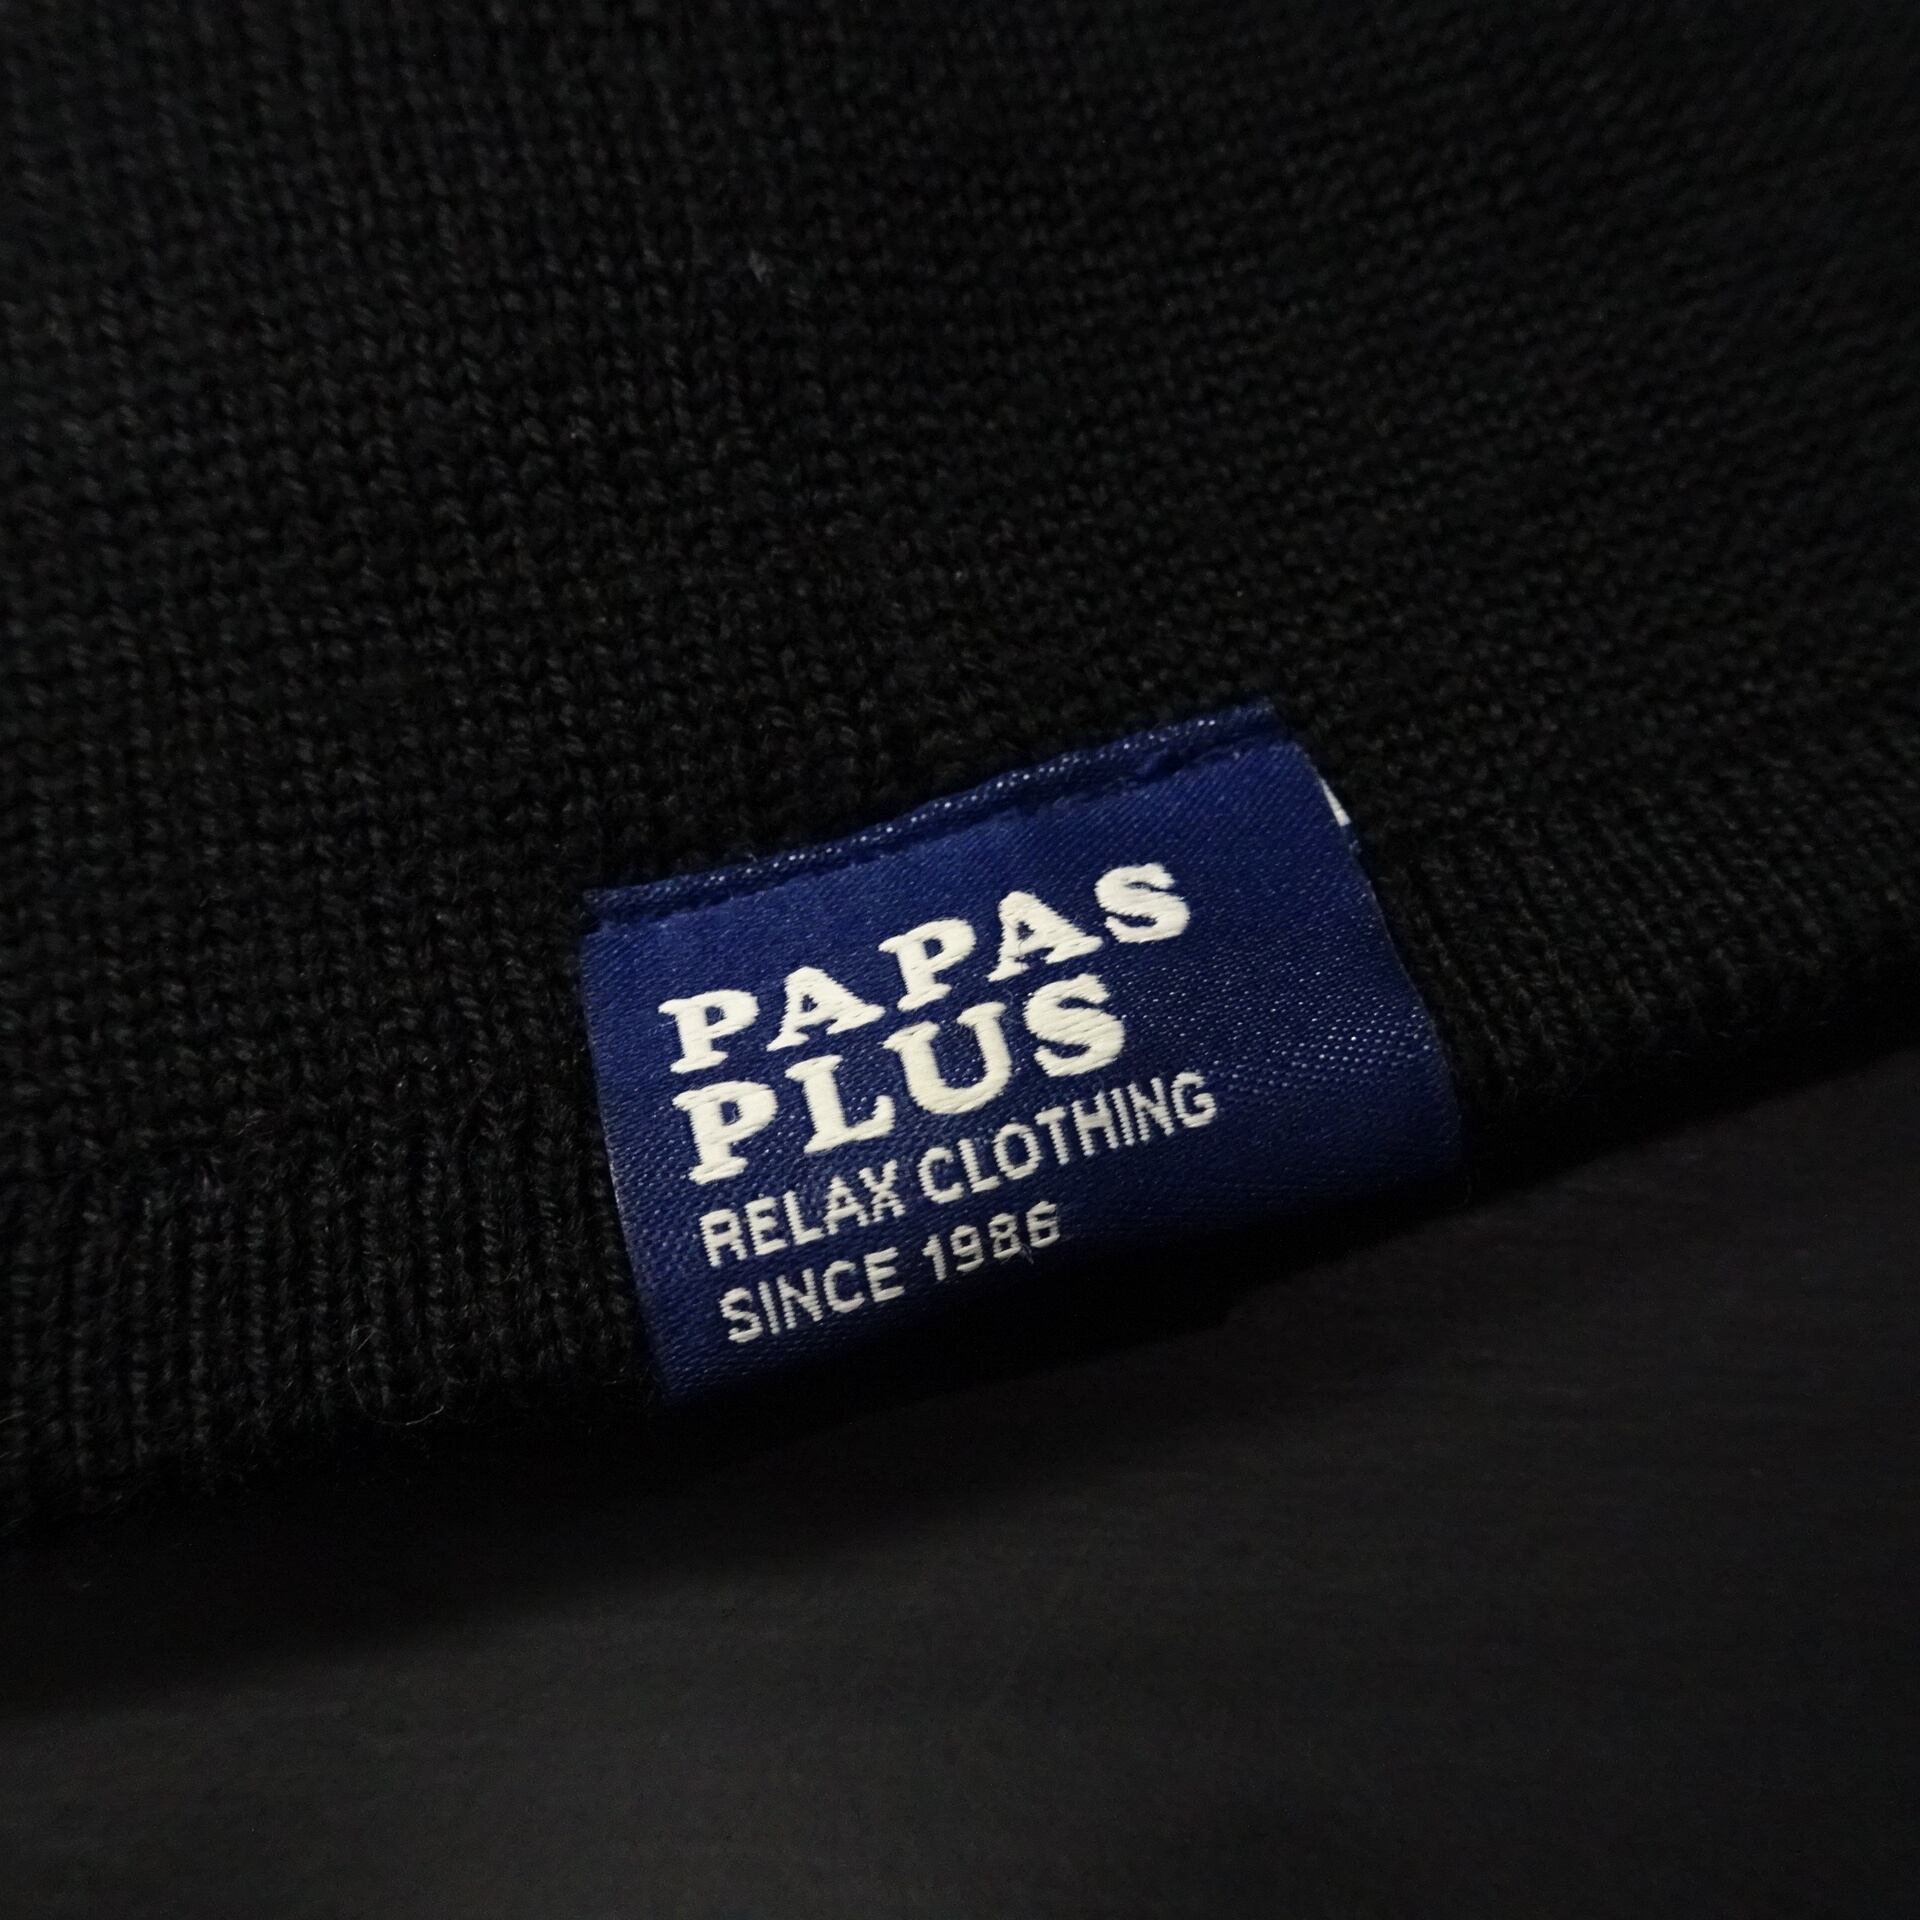 PAPAS
PLUS
RELAX CLOTHING
SINCE 1986